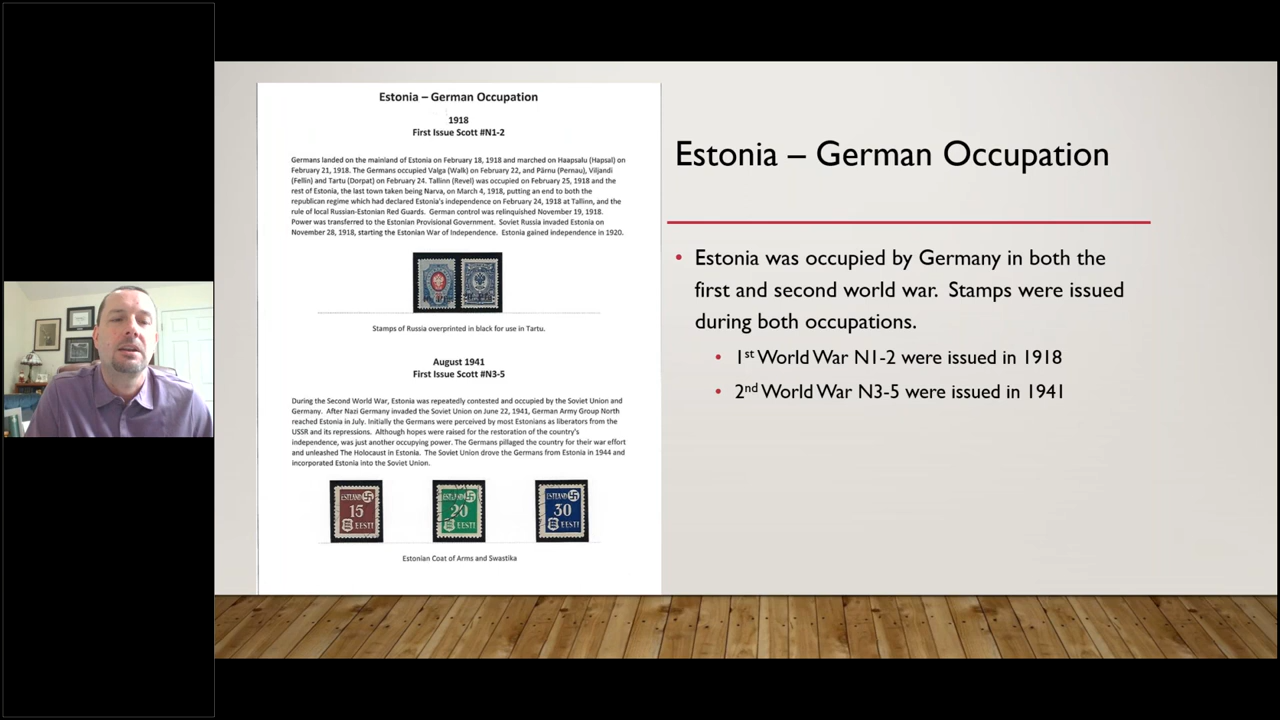 Estonia – German Occupation
1918
First Issue Scott #N1-2
Germans landed on the mainland of Estonia on February 18, 1918 and marched on Haapsalu (Hapsal) on
February 21, 1918. The Germans occupied Valga (Walk) on February 22, and Pärnu (Pernau), Viljandi
(Fellin) and Tartu (Dorpat) on February 24. Tallinn (Revel) was occupied on February 25, 1918 and the
rest of Estonia, the last town taken being Narva, on March 4, 1918, putting an end to both the
republican regime which had declared Estonia's independence on February 24, 1918 at Tallinn, and the
rule of local Russian-Estonian Red Guards. German control was relinquished November 19, 1918.
Power was transferred to the Estonian Provisional Government. Soviet Russia invaded Estonia on
November 28, 1918, starting the Estonian War of Independence. Estonia gained independence in 1920.
Stamps of Russia overprinted in black for use in Tartu.
August 1941
First Issue Scott #N3-5
During the Second World War, Estonia was repeatedly contested and occupied by the Soviet Union and
Germany. After Nazi Germany invaded the Soviet Union on June 22, 1941, German Army Group North
reached Estonia in July. Initially the Germans were perceived by most Estonians as liberators from the
USSR and its repressions. Although hopes were raised for the restoration of the country's
independence, was just another occupying power. The Germans pillaged the country for their war effort
and unleashed The Holocaust in Estonia. The Soviet Union drove the Germans from Estonia in 1944 and
incorporated Estonia into the Soviet Union.
ESTLAND
15
EESTI
ESTLAND
20
EESTI
ESTLAND
30
EESTI
Estonian Coat of Arms and Swastika
Estonia – German Occupation
• Estonia was occupied by Germany in both the
first and second world war. Stamps were issued
during both occupations.
• 1st World War N1-2 were issued in 1918
• 2nd World War N3-5 were issued in 1941